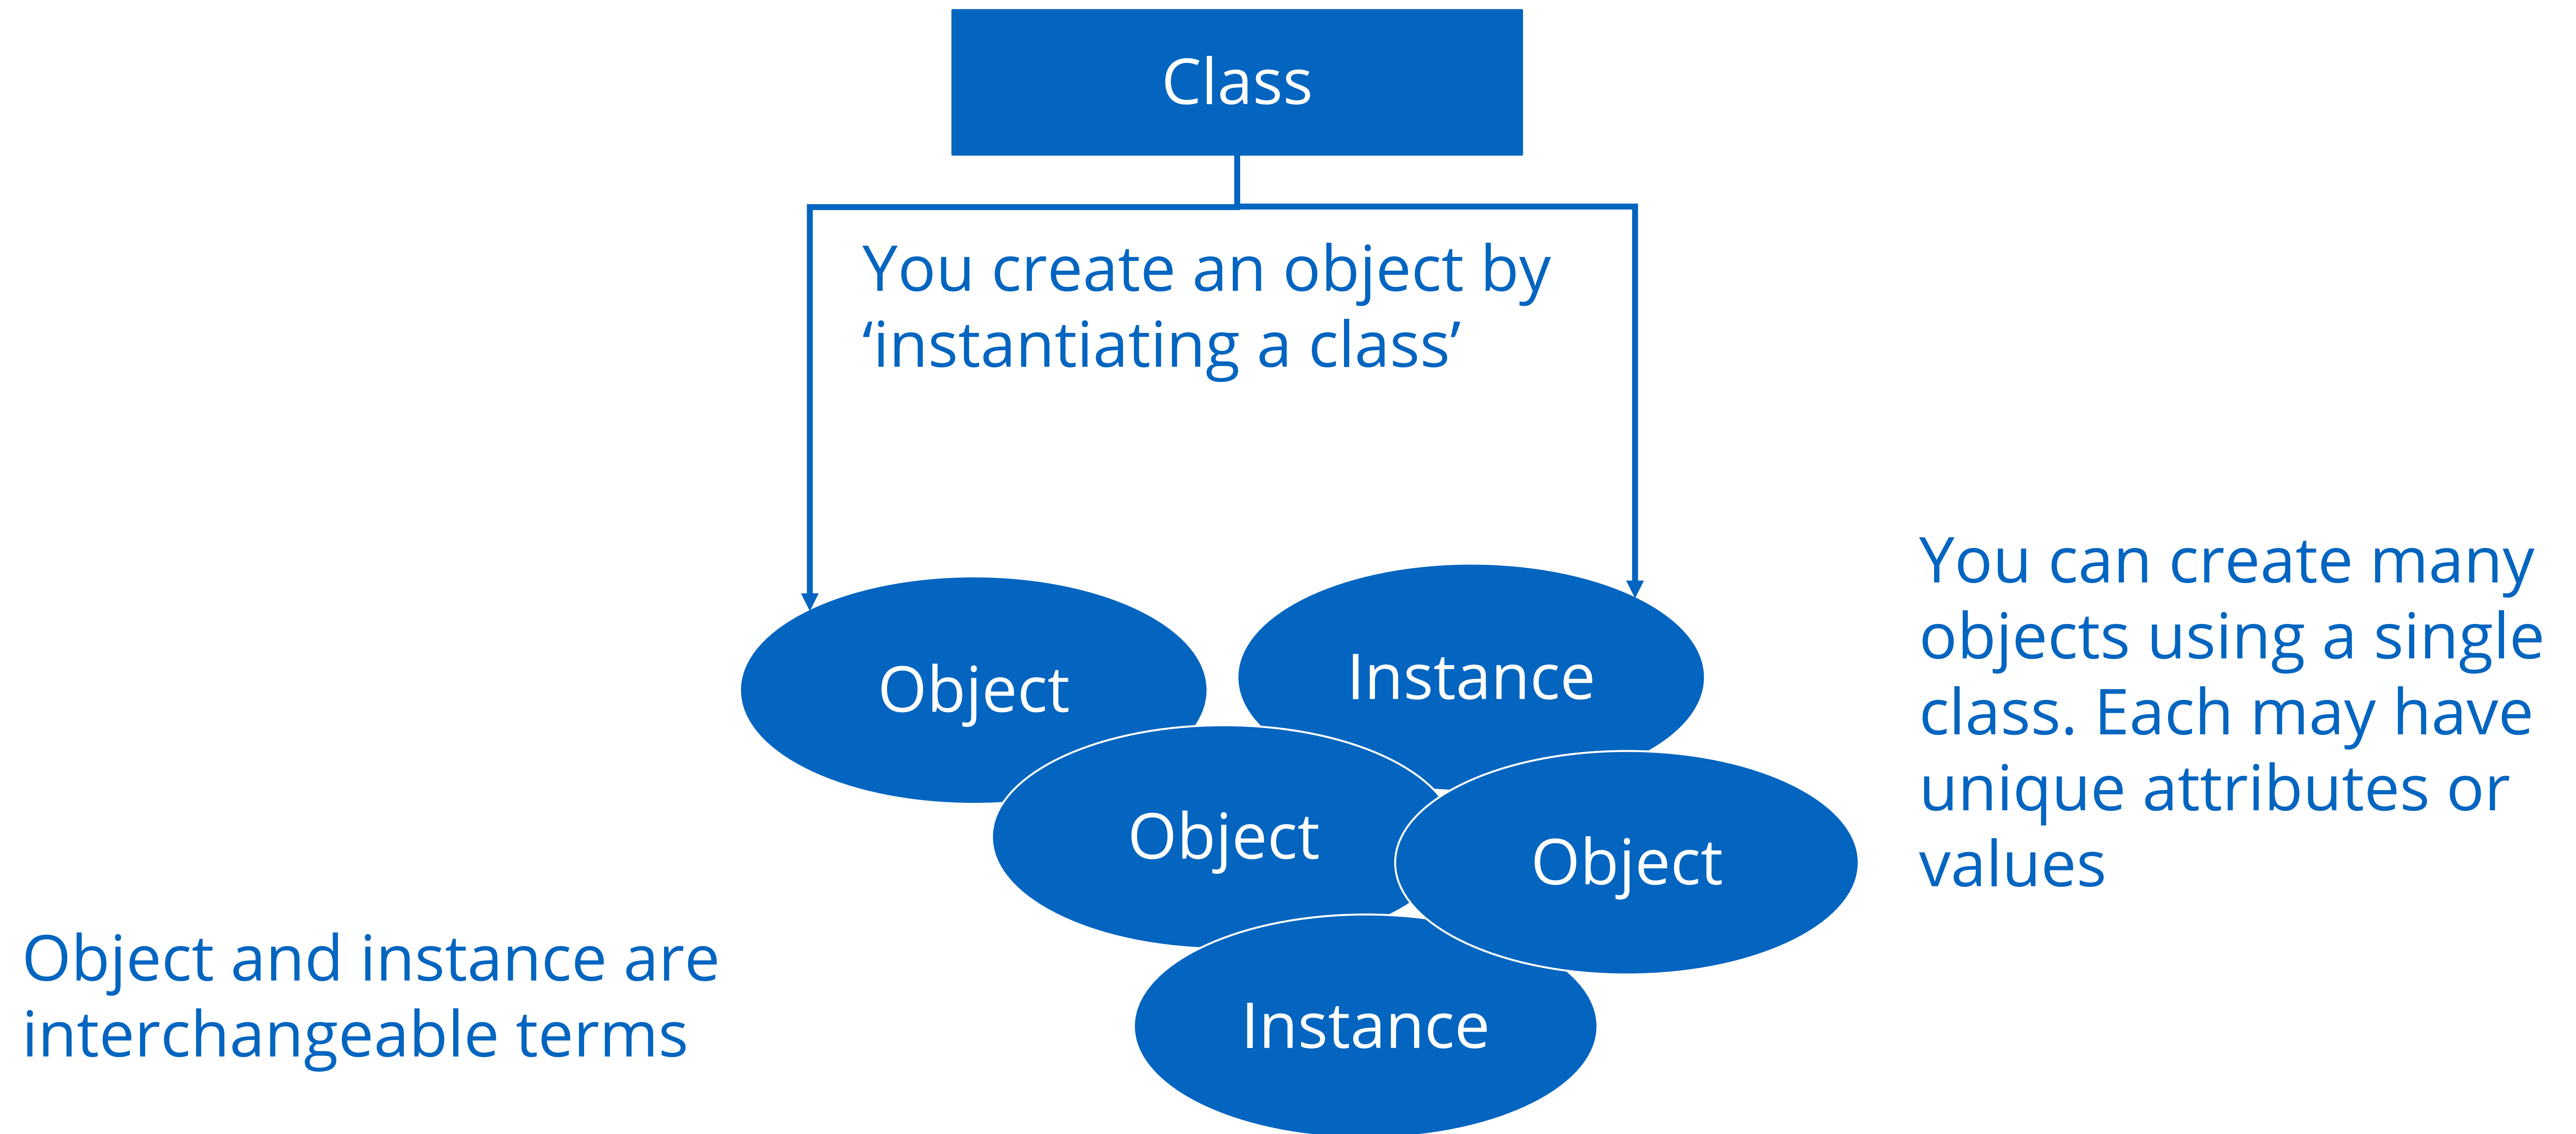 Class
You create an object by
‘instantiating a class’
Object
Instance
Object
Object
Instance
You can create many
objects using a single
class. Each may have
unique attributes or
values
Object and instance are
interchangeable terms